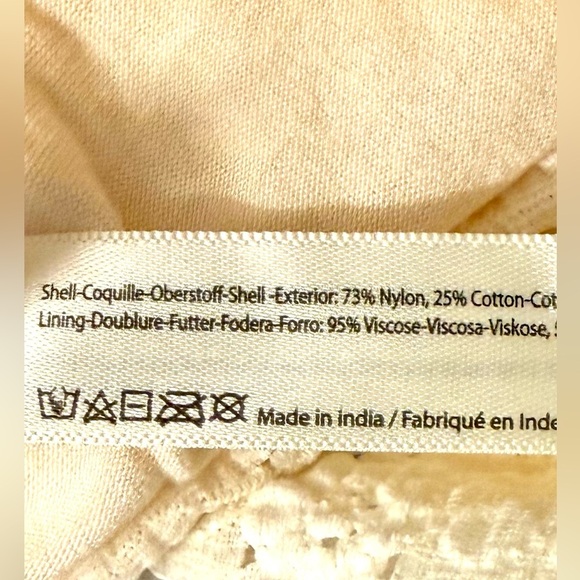 Shell-Coquille-Oberstoff-Shell -Exterior: 73% Nylon, 25% Cotton-Cot
Lining-Doublure-Futter-Fodera-Forro: 95% Viscose-Viscosa-Viskose,
Made in india / Fabriqué en Inde